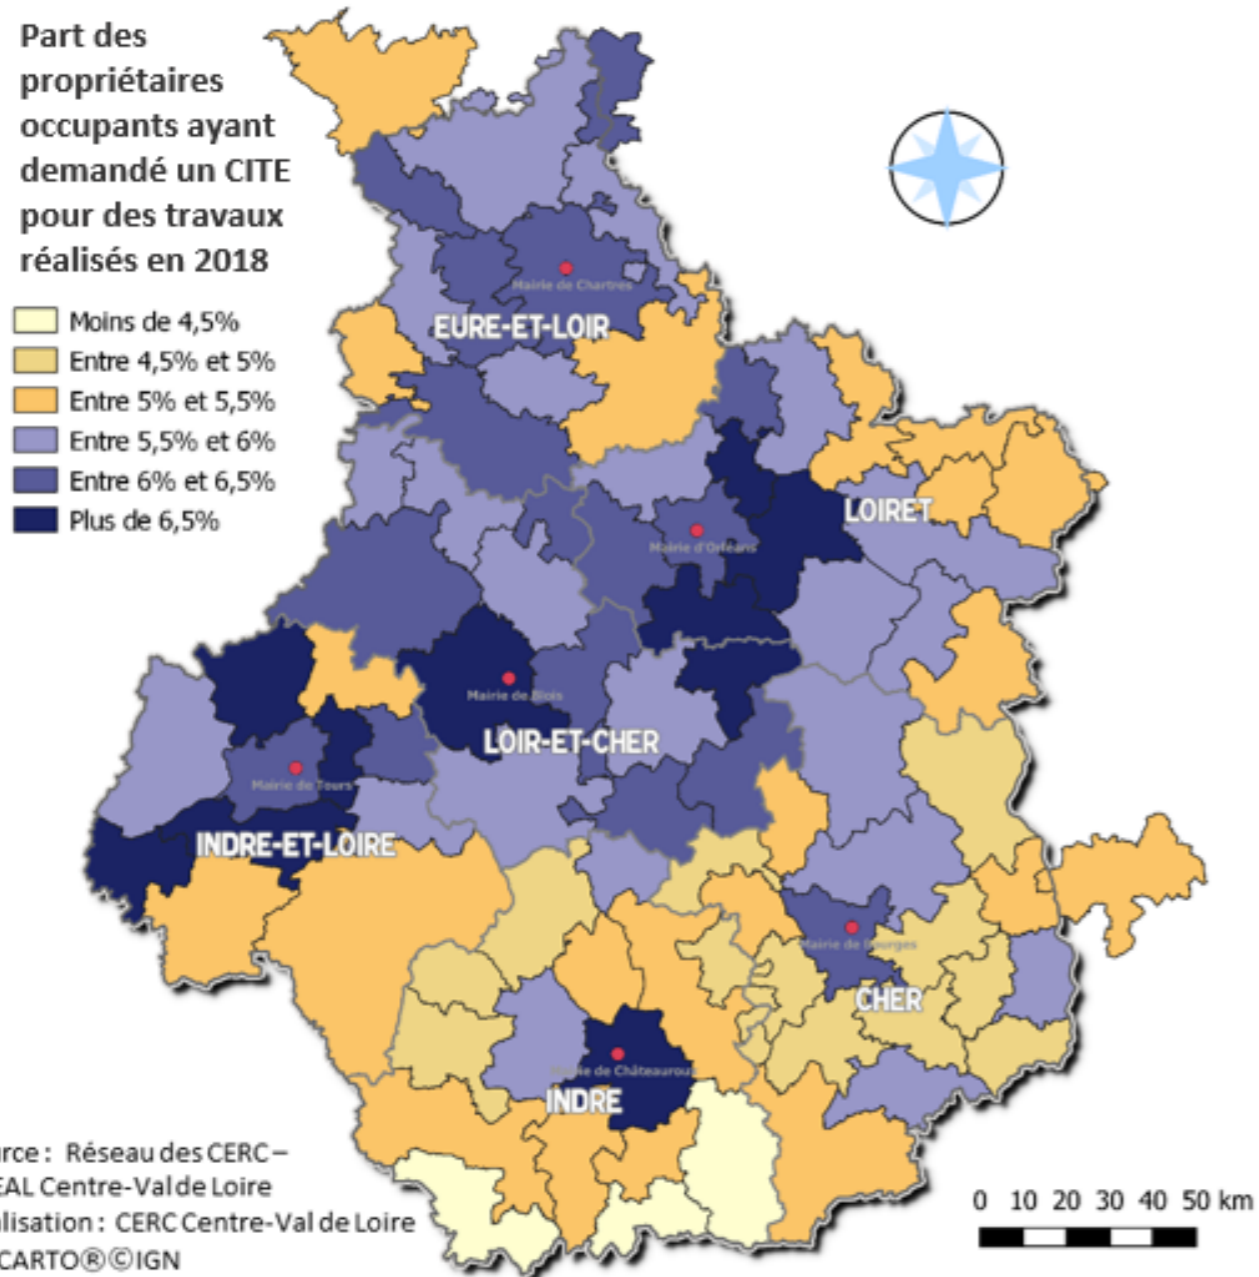 Part des
propriétaires
occupants ayant
demandé un CITE
pour des travaux
réalisés en 2018
Moins de 4,5%
Entre 4,5% et 5%
Entre 5% et 5,5%
Entre 5,5% et 6%
Entre 6% et 6,5%
Plus de 6,5%
Mairie de Chartres
EURE-ET-LOIR
LOIRET
Mairie d'Orléans
Mairie de Blois
LOIR-ET-CHER
Mairie de Tours
INDRE-ET-LOIRE
Mairie de Bourges
CHER
Mairie de Châteauroux
INDRE
urce : Réseau des CERC –
EAL Centre-Val de Loire
alisation : CERC Centre-Val de Loire
CARTO®©IGN
0 10 20 30 40 50 km